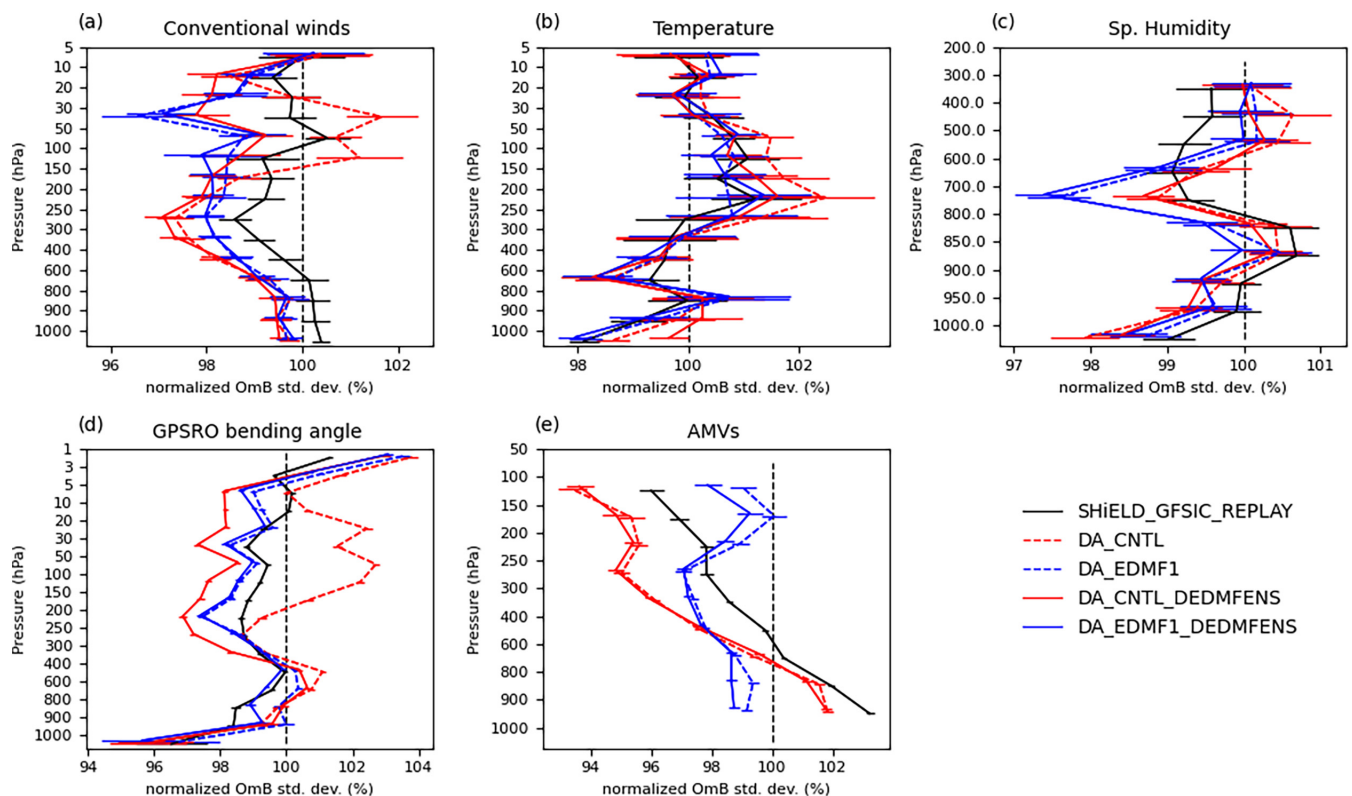 (a) Conventional winds
5
10
20
30
50
100
150
200
250
300
400
600
800
900
1000
Pressure (hPa)
96 98 100 102
normalized OmB std. dev. (%)
(b) Temperature
5
10
20
30
50
100
150
200
250
300
400
600
800
900
1000
Pressure (hPa)
98 100 102
normalized OmB std. dev. (%)
(c) Sp. Humidity
200.0
300.0
400.0
500.0
600.0
700.0
800.0
850.0
900.0
950.0
1000.0
Pressure (hPa)
97 98 99 100 101
normalized OmB std. dev. (%)
(d) GPSRO bending angle
1
3
5
10
20
30
50
100
150
200
250
400
600
800
900
1000
Pressure (hPa)
94 96 98 100 102 104
normalized OmB std. dev. (%)
(e) AMVs
50
100
150
200
250
300
400
600
800
900
1000
Pressure (hPa)
94 96 98 100 102
normalized OmB std. dev. (%)
SHiELD_GFSIC_REPLAY
DA_CNTL
DA_EDMF1
DA_CNTL_DEDMFENS
DA_EDMF1_DEDMFENS